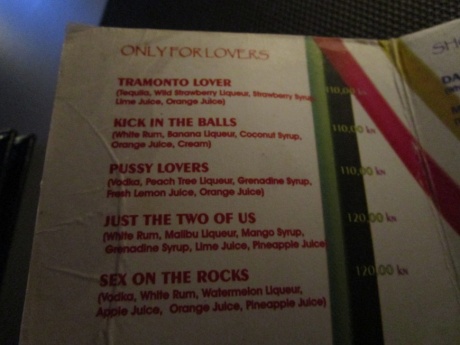 ONLY FOR LOVERS
SH
TRAMONTO LOVER
(Tequila, Wild Strawberry Liqueur, Strawberry Syrup
Lime Juice, Orange Juice) 110,00 kn
KICK IN THE BALLS
(White Rum, Banana Liqueur, Coconut Syrup, 110,00 kn
Orange Juice, Cream)
PUSSY LOVERS
(Vodka, Peach Tree Liqueur, Grenadine Syrup, 110,00 kn
Fresh Lemon Juice, Orange Juice)
JUST THE TWO OF US 120,00 kn
(White Rum, Malibu Liqueur, Mango Syrup,
Grenadine Syrup, Lime Juice, Pineapple Juice)
SEX ON THE ROCKS 120,00 kn
(Vodka, White Rum, Watermelon Liqueur,
Apple Juice, Orange Juice, Pineapple Juice)